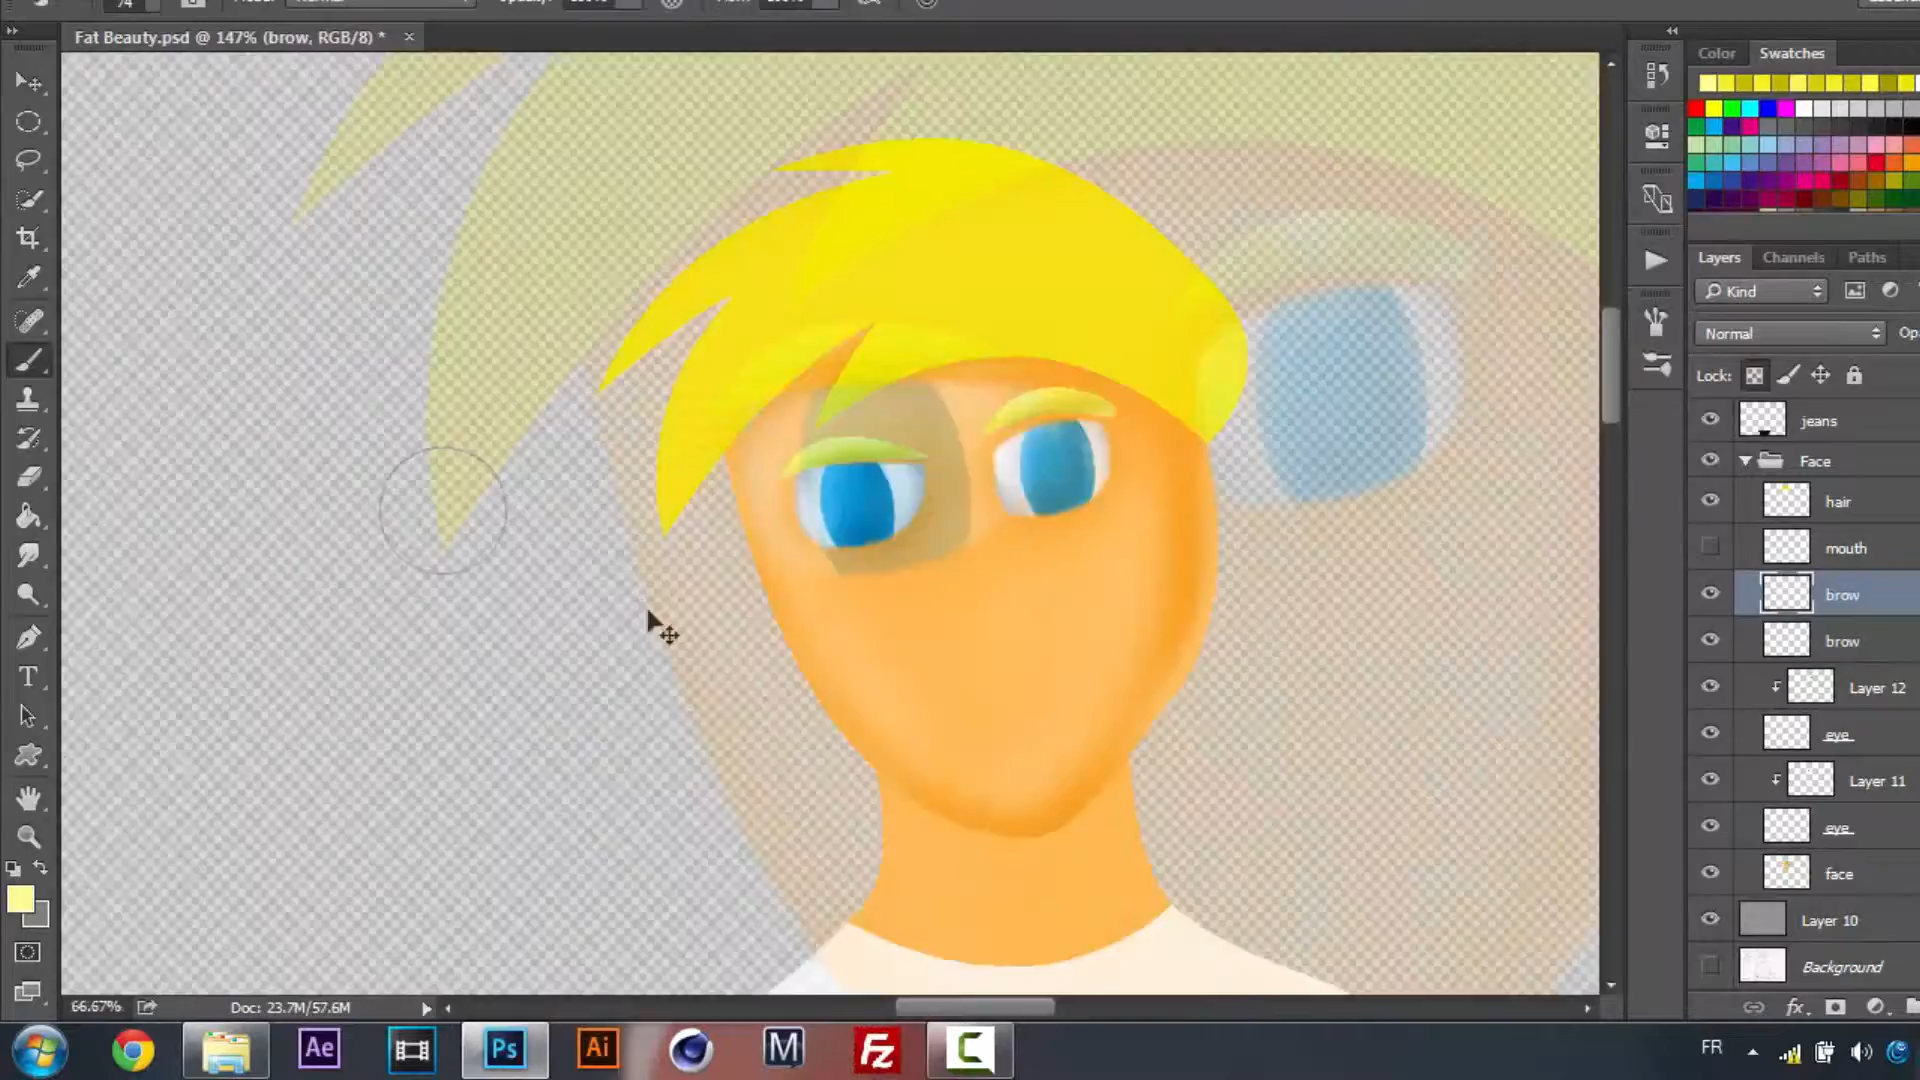 74
Fat Beauty.psd @ 147% (brow, RGB/8) *
Color
Swatches
Layers
Channels
Paths
Kind
Normal
Lock:
jeans
Face
hair
mouth
brow
brow
Layer 12
eye
Layer 11
eye
face
Layer 10
Background
fx
T
66.67%
Doc: 23.7M/57.6M
Ae
Ps
Ai
M
Fz
C
FR